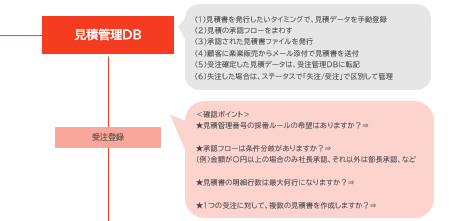 見積管理DB
(1)見積書を発行したいタイミングで、見積データを手動登録
(2)見積の承認フローをまわす
(3)承認された見積書ファイルを発行
(4)顧客に楽楽販売からメール添付で見積書を送付
(5)受注確定した見積データは、受注管理DBに転記
(6)失注した場合は、ステータスで「失注/受注」で区別して管理
受注登録
＜確認ポイント＞
★見積管理番号の採番ルールの希望はありますか？⇒
★承認フローは条件分岐がありますか？⇒
(例)金額が〇円以上の場合のみ社長承認、それ以外は部長承認、など
★見積書の明細行数は最大何行になりますか？⇒
★1つの受注に対して、複数の見積書を作成しますか？⇒